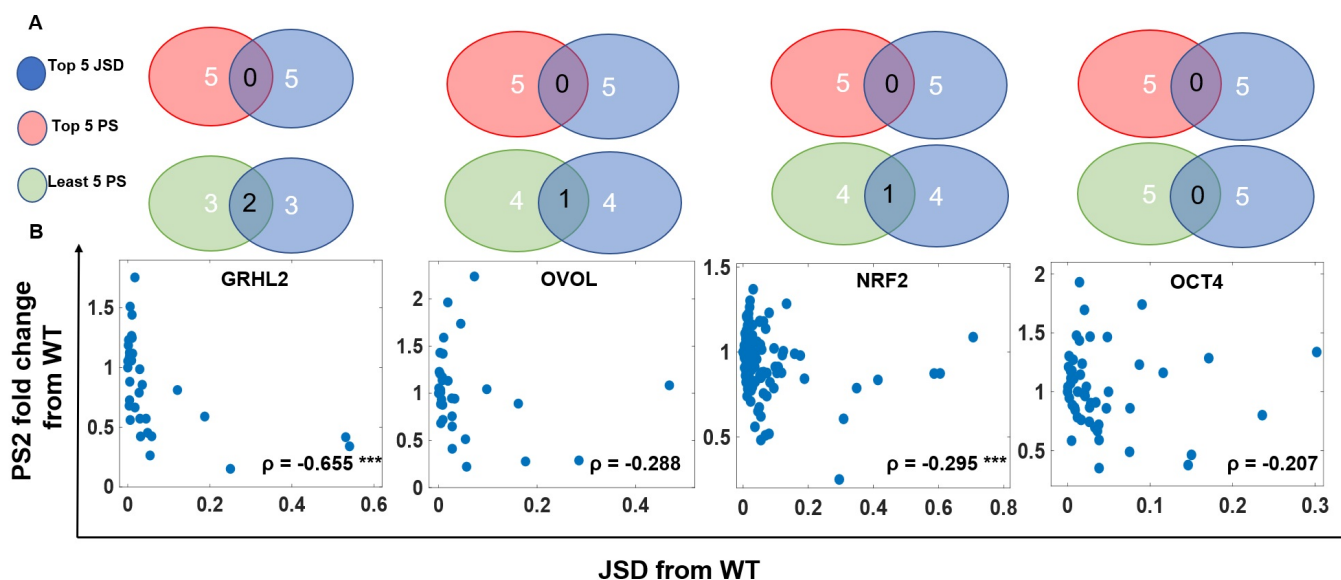 A
Top 5 JSD
Top 5 PS
Least 5 PS
5 0 5
5 0 5
5 0 5
5 0 5
3 2 3
4 1 4
4 1 4
5 0 5
B
PS2 fold change
from WT
GRHL2
1.5
1
0.5
0
0 0.2 0.4 0.6
ρ = -0.655 ***
OVOL
2
1.5
1
0.5
0
0 0.2 0.4
ρ = -0.288
NRF2
1.5
1
0.5
0 0.2 0.4 0.6 0.8
ρ = -0.295 ***
OCT4
2
1.5
1
0.5
0 0.1 0.2 0.3
ρ = -0.207
JSD from WT